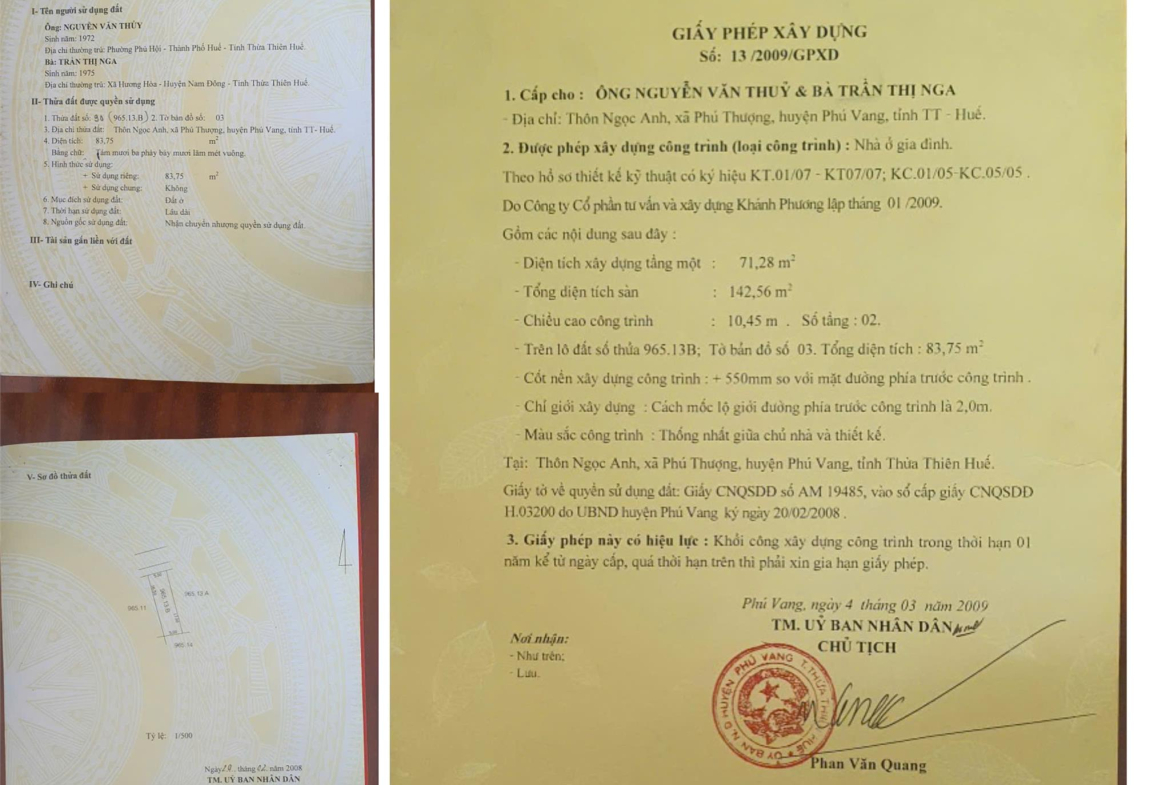 I- Tên người sử dụng đất
Ông: NGUYỄN VĂN THỦY
Sinh năm: 1972
Địa chỉ thường trú: Phường Phú Hội - Thành Phố Huế - Tỉnh Thừa Thiên Huế.
Bà: TRẦN THỊ NGA
Sinh năm: 1975
Địa chỉ thường trú: Xã Hương Hòa - Huyện Nam Đông - Tỉnh Thừa Thiên Huế.
II- Thửa đất được quyền sử dụng
1. Thửa đất số: 38 (965.13.B) 2. Tờ bản đồ số: 03
3. Địa chỉ thửa đất: Thôn Ngọc Anh, xã Phú Thượng, huyện Phú Vang, tỉnh TT- Huế.
4. Diện tích: 83,75 m²
Bằng chữ: Tám mươi ba phảy bảy mươi lăm mét vuông.
5. Hình thức sử dụng:
+ Sử dụng riêng: 83,75 m²
+ Sử dụng chung: Không
6. Mục đích sử dụng đất: Đất ở
7. Thời hạn sử dụng đất: Lâu dài
8. Nguồn gốc sử dụng đất: Nhận chuyển nhượng quyền sử dụng đất.
III- Tài sản gắn liền với đất
IV- Ghi chú
V- Sơ đồ thửa đất
4
965.12.A
965.11
965.13-B
965.14
Tỷ lệ: 1/500
Ngày 20 tháng 02 năm 2008
TM. UỶ BAN NHÂN DÂN
GIẤY PHÉP XÂY DỰNG
Số: 13 /2009/GPXD
1. Cấp cho : ÔNG NGUYỄN VĂN THUỶ & BÀ TRẦN THỊ NGA
- Địa chỉ: Thôn Ngọc Anh, xã Phú Thượng, huyện Phú Vang, tỉnh TT - Huế.
2. Được phép xây dựng công trình (loại công trình) : Nhà ở gia đình.
Theo hồ sơ thiết kế kỹ thuật có ký hiệu KT.01/07 - KT07/07; KC.01/05-KC.05/05 .
Do Công ty Cổ phần tư vấn và xây dựng Khánh Phương lập tháng 01 /2009.
Gồm các nội dung sau đây :
- Diện tích xây dựng tầng một : 71,28 m²
- Tổng diện tích sàn : 142,56 m²
- Chiều cao công trình : 10,45 m . Số tầng : 02.
- Trên lô đất số thửa 965.13B; Tờ bản đồ số 03. Tổng diện tích : 83,75 m²
- Cốt nền xây dựng công trình : + 550mm so với mặt đường phía trước công trình .
- Chỉ giới xây dựng : Cách mốc lộ giới đường phía trước công trình là 2,0m.
- Màu sắc công trình : Thống nhất giữa chủ nhà và thiết kế.
Tại: Thôn Ngọc Anh, xã Phú Thượng, huyện Phú Vang, tỉnh Thừa Thiên Huế.
Giấy tờ về quyền sử dụng đất: Giấy CNQSDĐ số AM 19485, vào sổ cấp giấy CNQSDĐ
H.03200 do UBND huyện Phú Vang ký ngày 20/02/2008 .
3. Giấy phép này có hiệu lực : Khởi công xây dựng công trình trong thời hạn 01
năm kể từ ngày cấp, quá thời hạn trên thì phải xin gia hạn giấy phép.
Phú Vang, ngày 4 tháng 03 năm 2009
TM. UỶ BAN NHÂN DÂN
CHỦ TỊCH
Nơi nhận:
- Như trên;
- Lưu.
ỦY BAN N.D HUYỆN PHÚ VANG T.THỪA THIÊN HUẾ
Phan Văn Quang